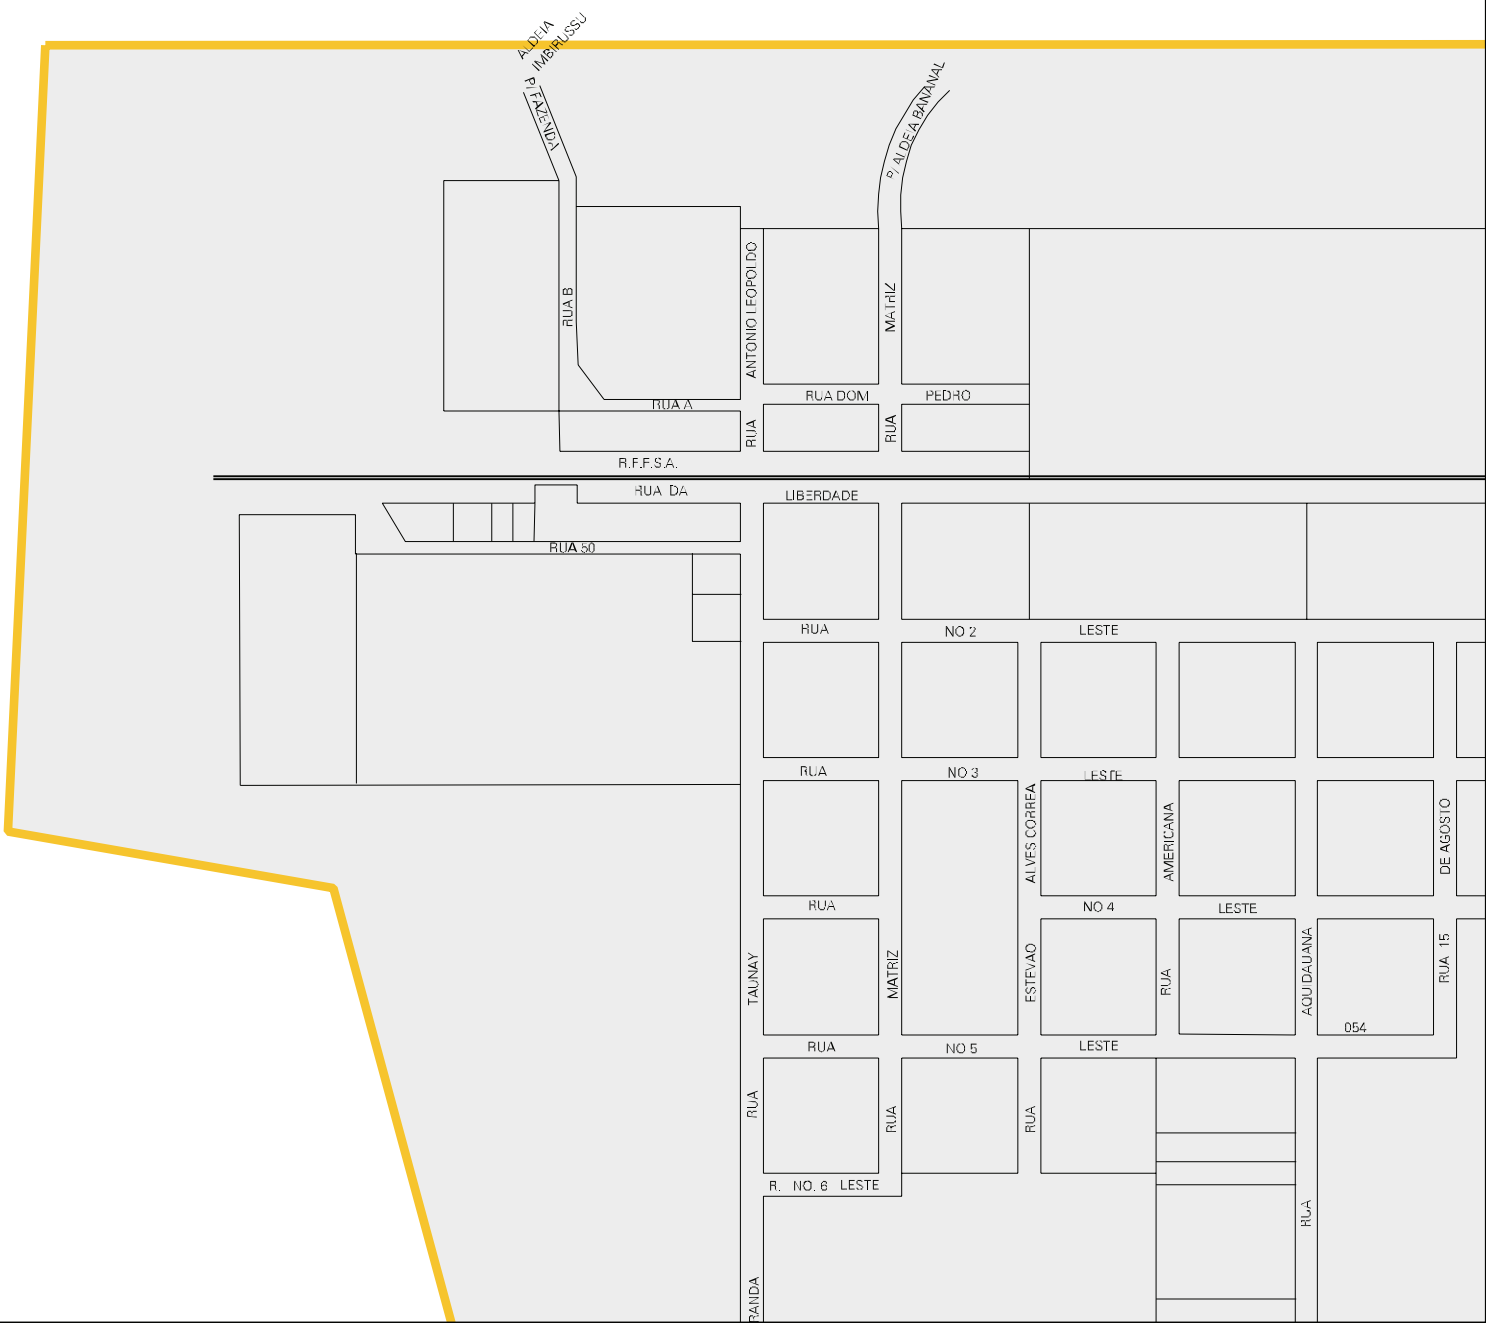 ALDEIA
IMBIRUSSU
P/ FAZENDA
P/ ALDEIA BANANAL
RUA B
ANTONIO LEOPOLDO
MATRIZ
RUA A
RUA DOM
PEDRO
RUA
RUA
R.F.F.S.A.
RUA DA
LIBERDADE
RUA 50
RUA
NO 2
LESTE
RUA
NO 3
LESTE
ALVES CORREA
AMERICANA
DE AGOSTO
RUA
NO 4
LESTE
TAUNAY
MATRIZ
ESTEVAO
RUA
AQUIDAUANA
RUA 15
054
RUA
NO 5
LESTE
RUA
RUA
RUA
R. NO. 6 LESTE
RUA
RANDA